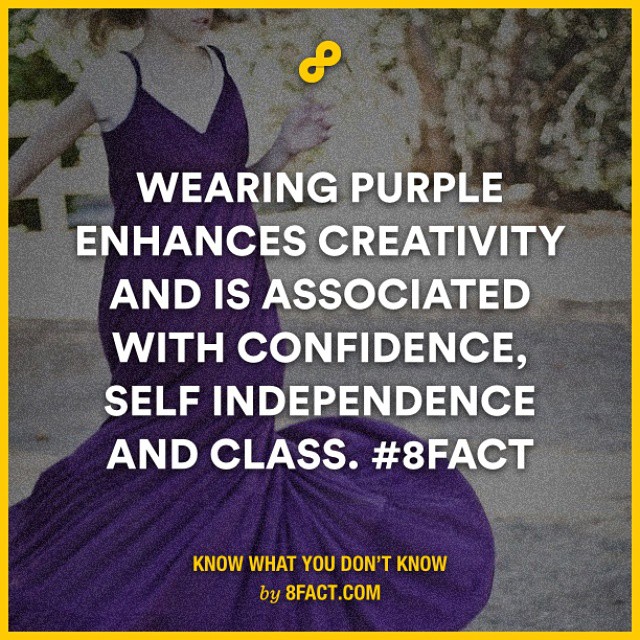 WEARING PURPLE
ENHANCES CREATIVITY
AND IS ASSOCIATED
WITH CONFIDENCE,
SELF INDEPENDENCE
AND CLASS. #8FACT
KNOW WHAT YOU DON'T KNOW
by 8FACT.COM